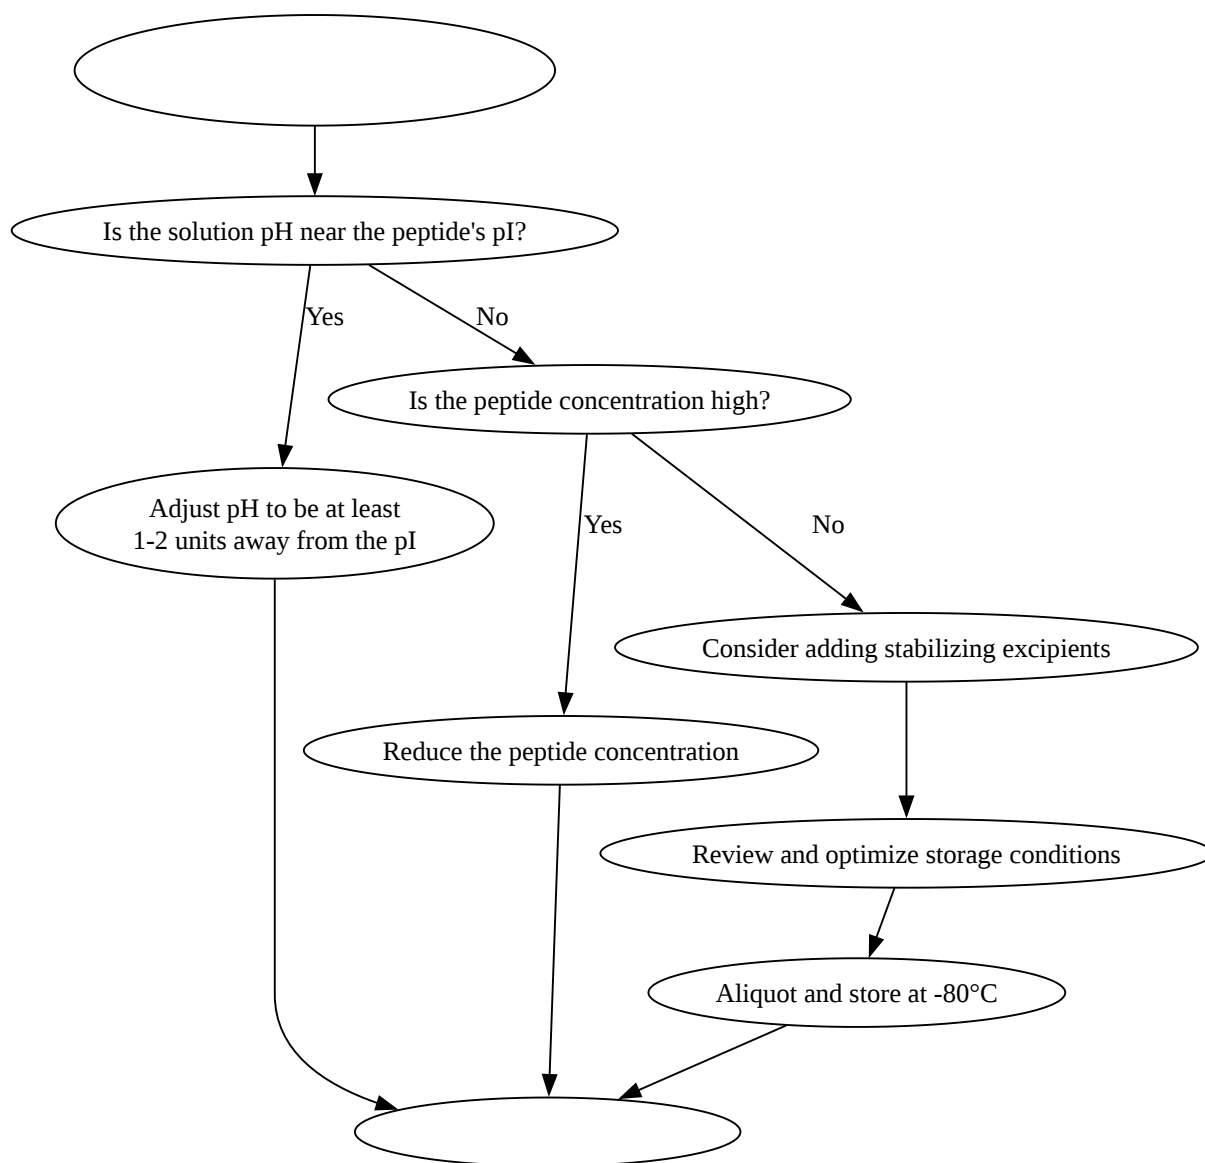 Is the solution pH near the peptide's pI?
Yes
No
Is the peptide concentration high?
Adjust pH to be at least
1-2 units away from the pI
Yes
No
Consider adding stabilizing excipients
Reduce the peptide concentration
Review and optimize storage conditions
Aliquot and store at -80°C